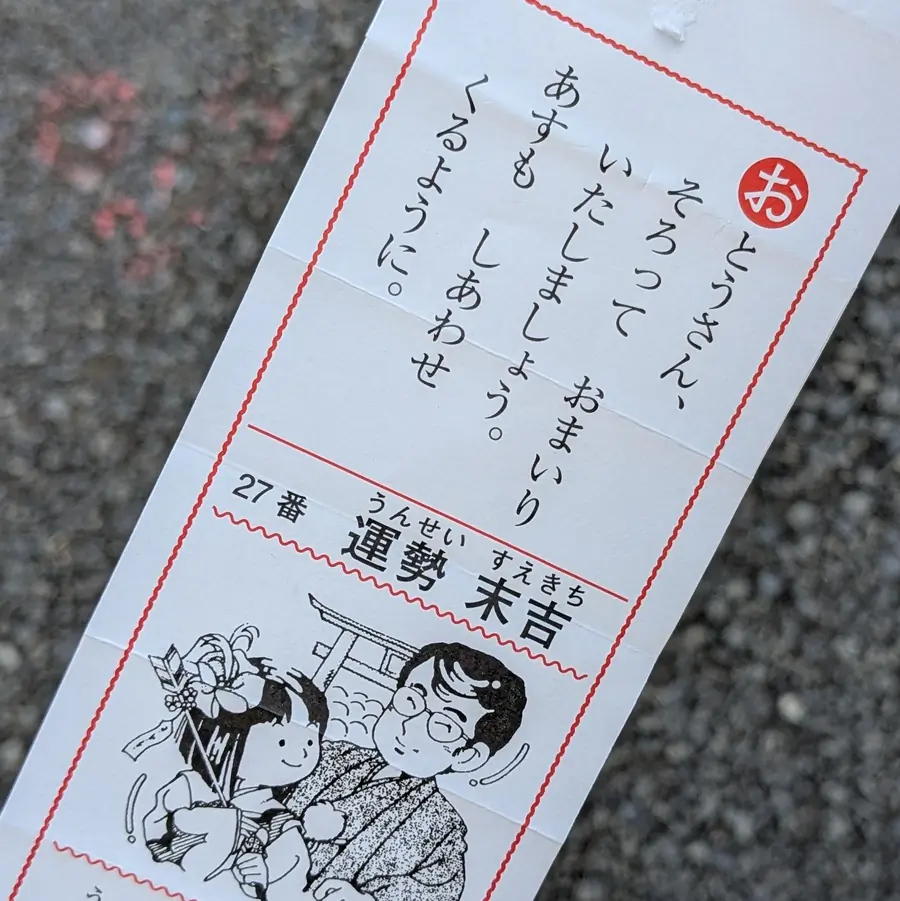 おとうさん、
そろって おまいり
いたしましょう。
あすも しあわせ
くるように。
27番
うんせい すえきち
運勢 末吉
う